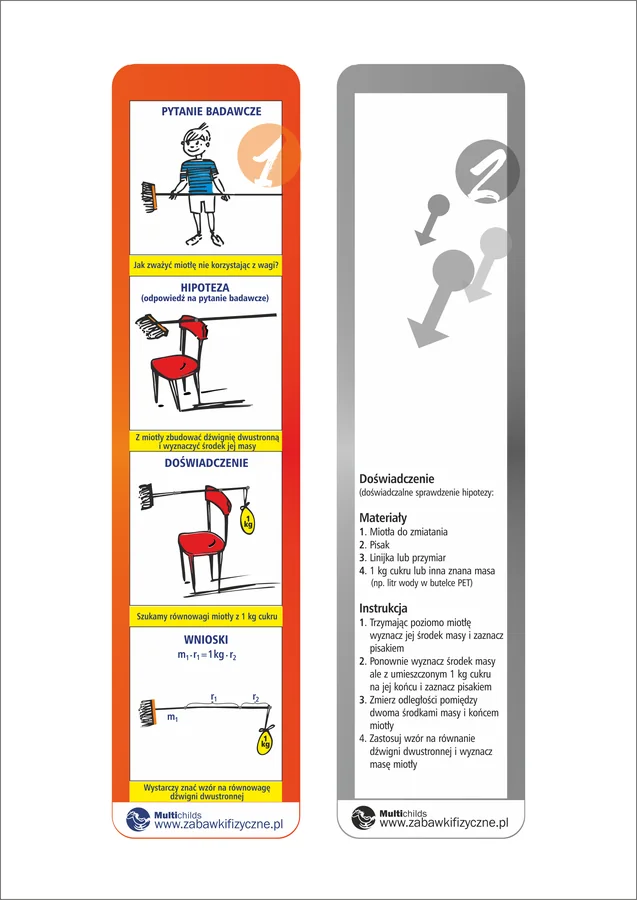 PYTANIE BADAWCZE
1
Jak zważyć miotłę nie korzystając z wagi?
HIPOTEZA
(odpowiedź na pytanie badawcze)
Z miotły zbudować dźwignię dwustronną
i wyznaczyć środek jej masy
DOŚWIADCZENIE
1
kg
Szukamy równowagi miotły z 1 kg cukru
WNIOSKI
m₁·r₁=1kg·r₂
r₁ r₂
m₁
1
kg
Wystarczy znać wzór na równowagę
dźwigni dwustronnej
Multichilds
www.zabawkifizyczne.pl
2
Doświadczenie
(doświadczalne sprawdzenie hipotezy:
Materiały
1. Miotła do zmiatania
2. Pisak
3. Linijka lub przymiar
4. 1 kg cukru lub inna znana masa
(np. litr wody w butelce PET)
Instrukcja
1. Trzymając poziomo miotłę
wyznacz jej środek masy i zaznacz
pisakiem
2. Ponownie wyznacz środek masy
ale z umieszczonym 1 kg cukru
na jej końcu i zaznacz pisakiem
3. Zmierz odległości pomiędzy
dwoma środkami masy i końcem
miotły
4. Zastosuj wzór na równanie
dźwigni dwustronnej i wyznacz
masę miotły
Multichilds
www.zabawkifizyczne.pl